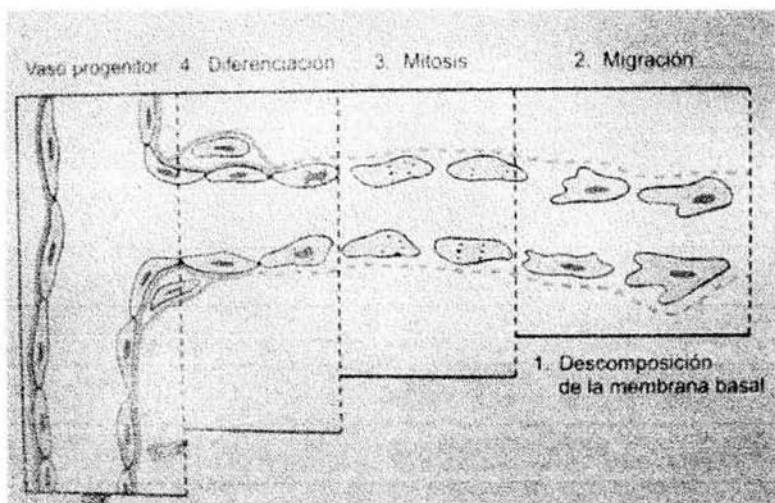 Vaso progenitor 4. Diferenciación 3. Mitosis 2. Migración
1. Descomposición
de la membrana basal